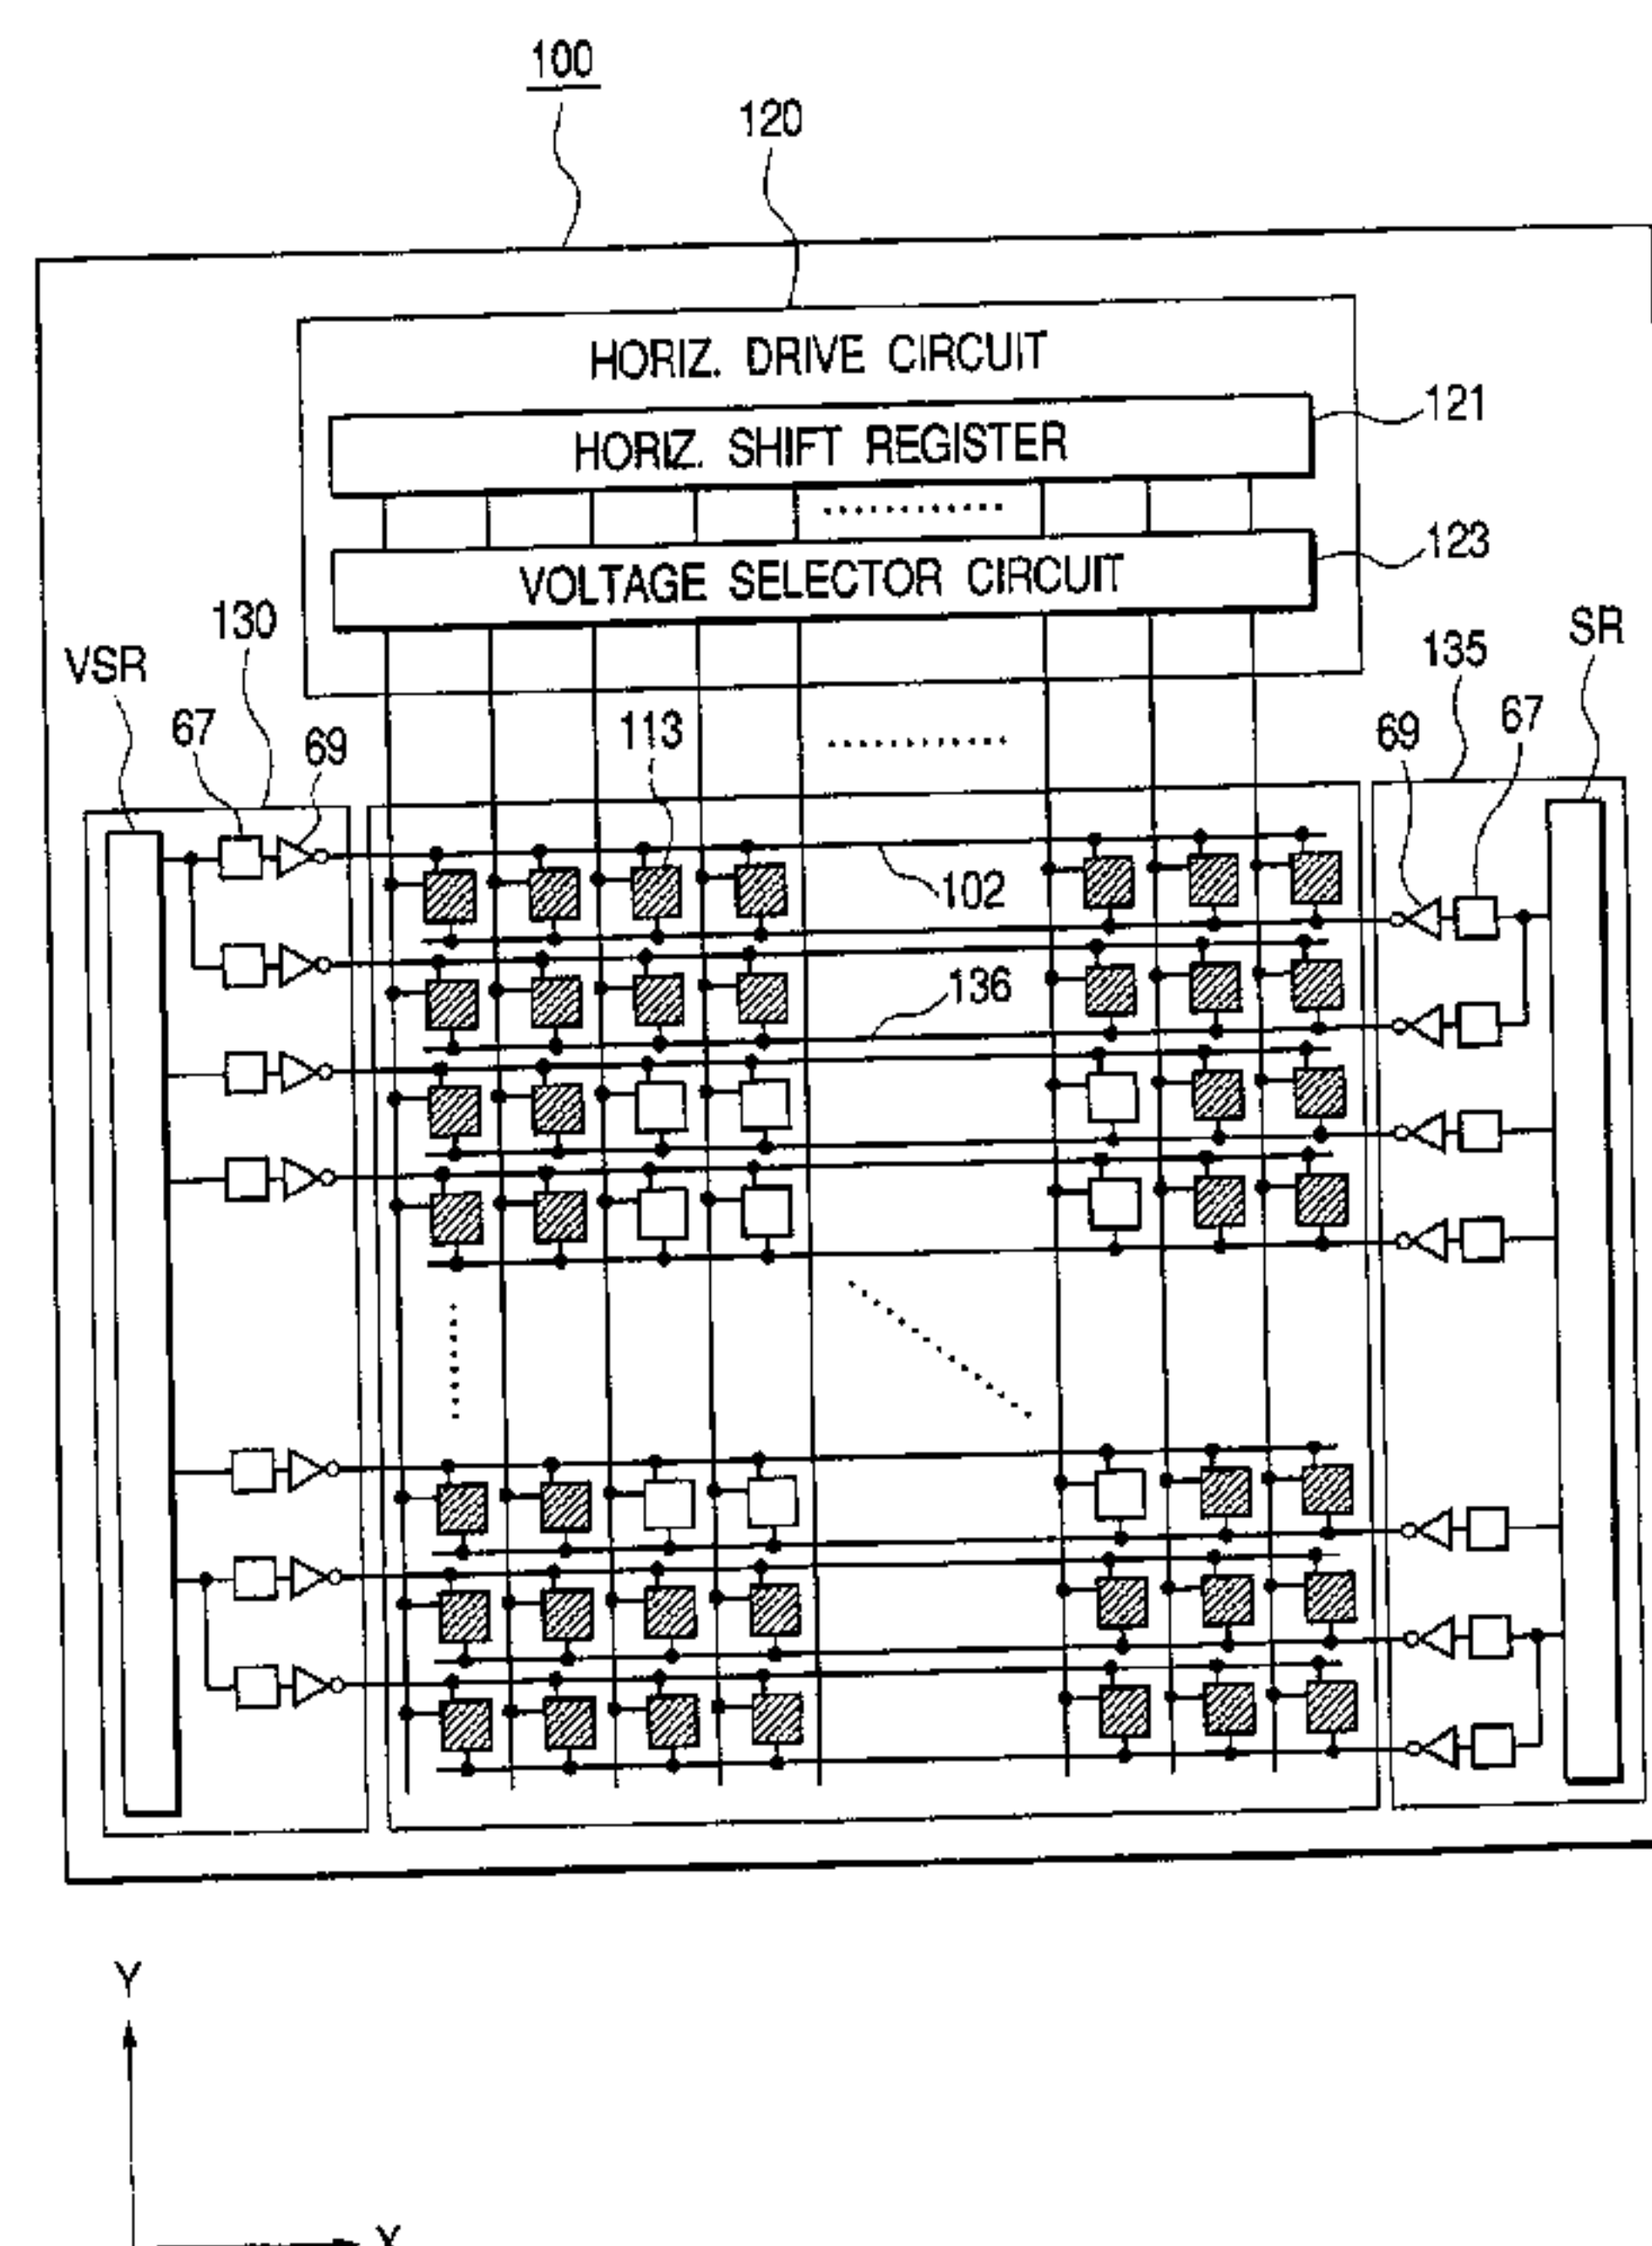 100
120
HORIZ. DRIVE CIRCUIT
121
HORIZ. SHIFT REGISTER
123
VOLTAGE SELECTOR CIRCUIT
130
SR
135
VSR
67
69
113
69
67
102
136
Y
X